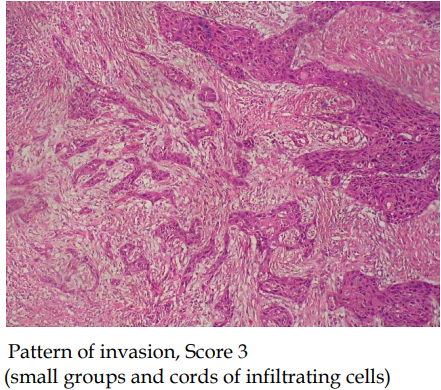 Pattern of invasion, Score 3
(small groups and cords of infiltrating cells)